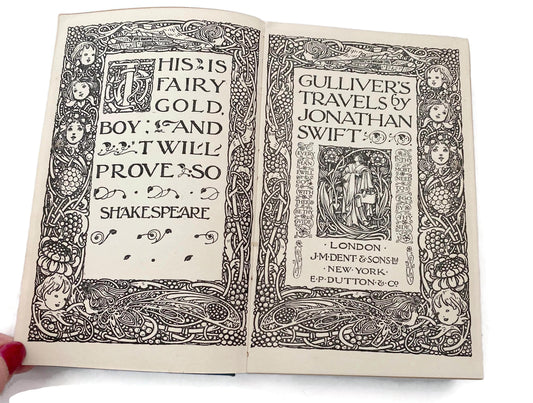 THIS IS
FAIRY
GOLD,
BOY; AND
'TWILL
PROVE SO
SHAKESPEARE
GULLIVER'S
TRAVELS by
JONATHAN
SWIFT
LONDON
J·M·DENT & SONS Ltd
NEW YORK
E·P·DUTTON & Co